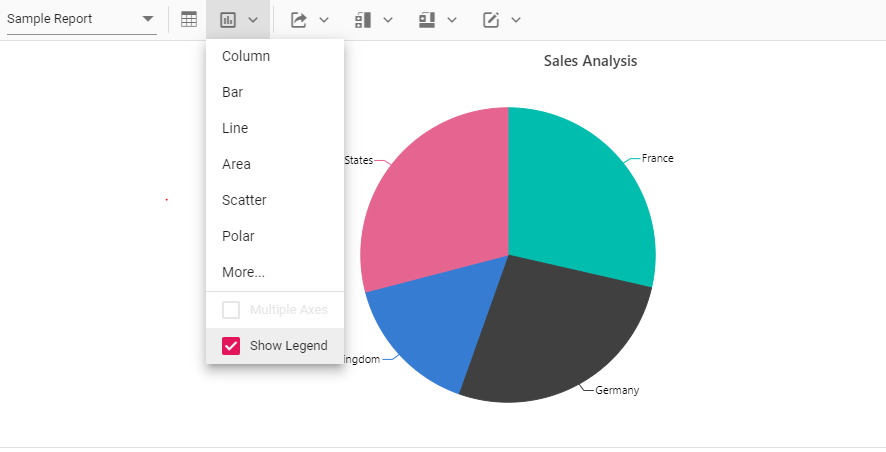 Sample Report
Sales Analysis
Column
Bar
Line
Area
Scatter
Polar
More...
Multiple Axes
Show Legend
States
France
ingdom
Germany